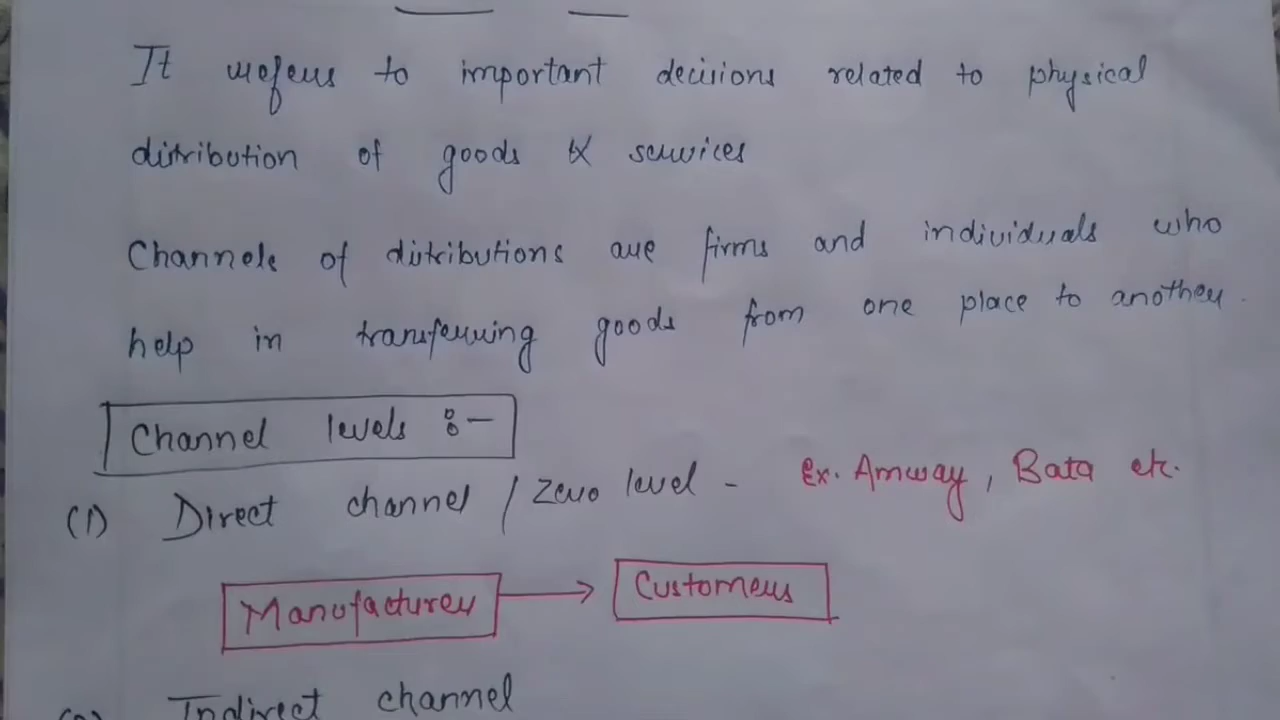 It refers to important decisions related to physical
distribution of goods & services
Channels of distributions are firms and individuals who
help in transferring goods from one place to another.
Channel levels :-
(1) Direct channel / Zero level - Ex. Amway, Bata etc.
Manufacturer → Customers
Indirect channel